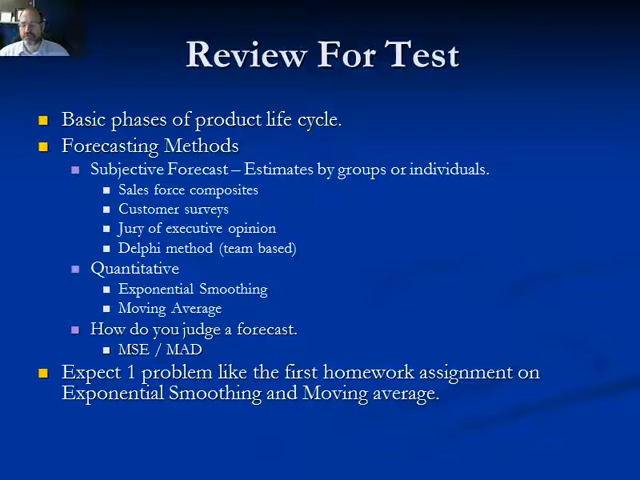 Review For Test
Basic phases of product life cycle.
Forecasting Methods
Subjective Forecast – Estimates by groups or individuals.
Sales force composites
Customer surveys
Jury of executive opinion
Delphi method (team based)
Quantitative
Exponential Smoothing
Moving Average
How do you judge a forecast.
MSE / MAD
Expect 1 problem like the first homework assignment on
Exponential Smoothing and Moving average.